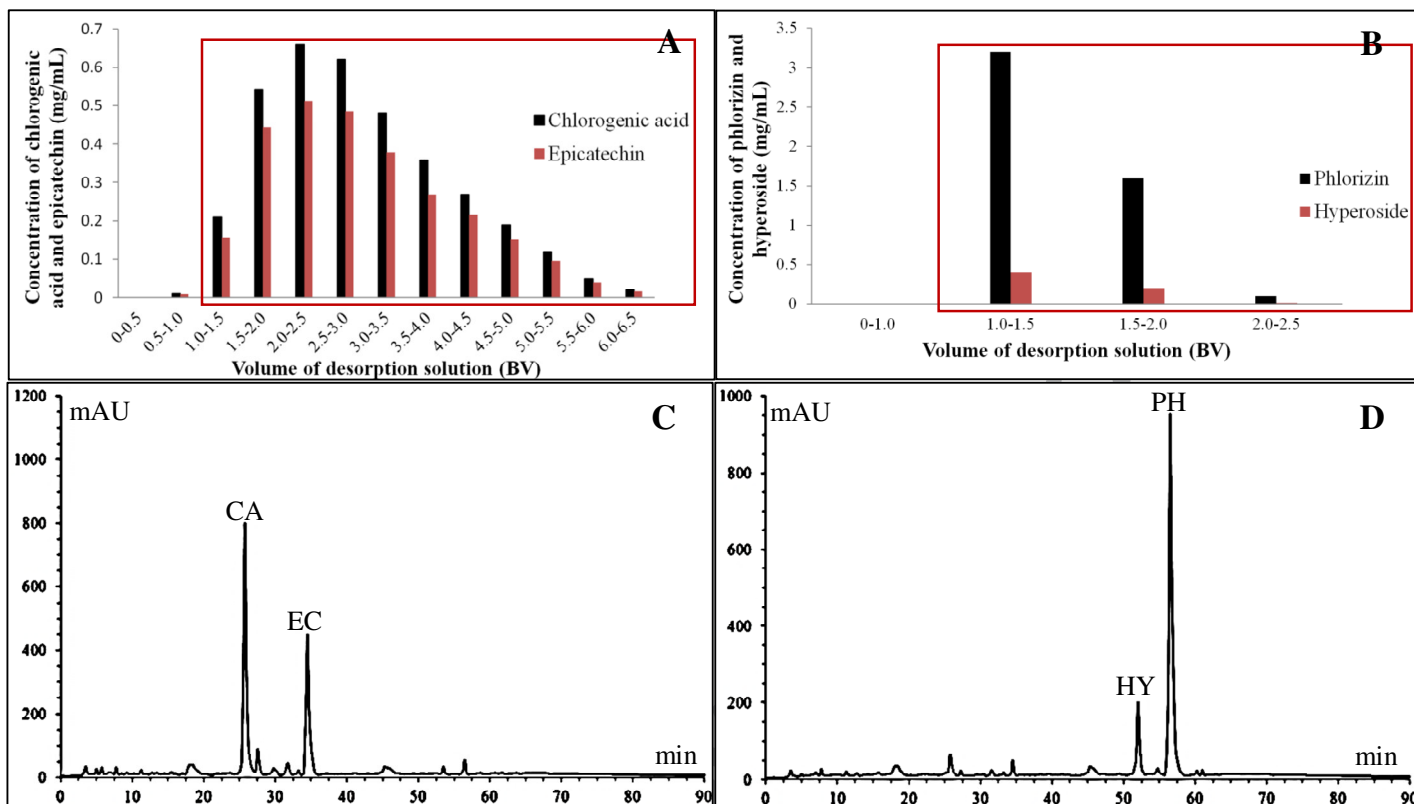 A
Concentration of chlorogenic
acid and epicatechin (mg/mL)
0.7
0.6
0.5
0.4
0.3
0.2
0.1
0
Chlorogenic acid
Epicatechin
0-0.5
0.5-1.0
1.0-1.5
1.5-2.0
2.0-2.5
2.5-3.0
3.0-3.5
3.5-4.0
4.0-4.5
4.5-5.0
5.0-5.5
5.5-6.0
6.0-6.5
Volume of desorption solution (BV)
B
Concentration of phlorizin and
hyperoside (mg/mL)
3.5
3
2.5
2
1.5
1
0.5
0
Phlorizin
Hyperoside
0-1.0
1.0-1.5
1.5-2.0
2.0-2.5
Volume of desorption solution (BV)
C
mAU
1200
1000
800
600
400
200
0
CA
EC
min
0 10 20 30 40 50 60 70 80 90
D
mAU
1000
800
600
400
200
0
PH
HY
min
0 10 20 30 40 50 60 70 80 90